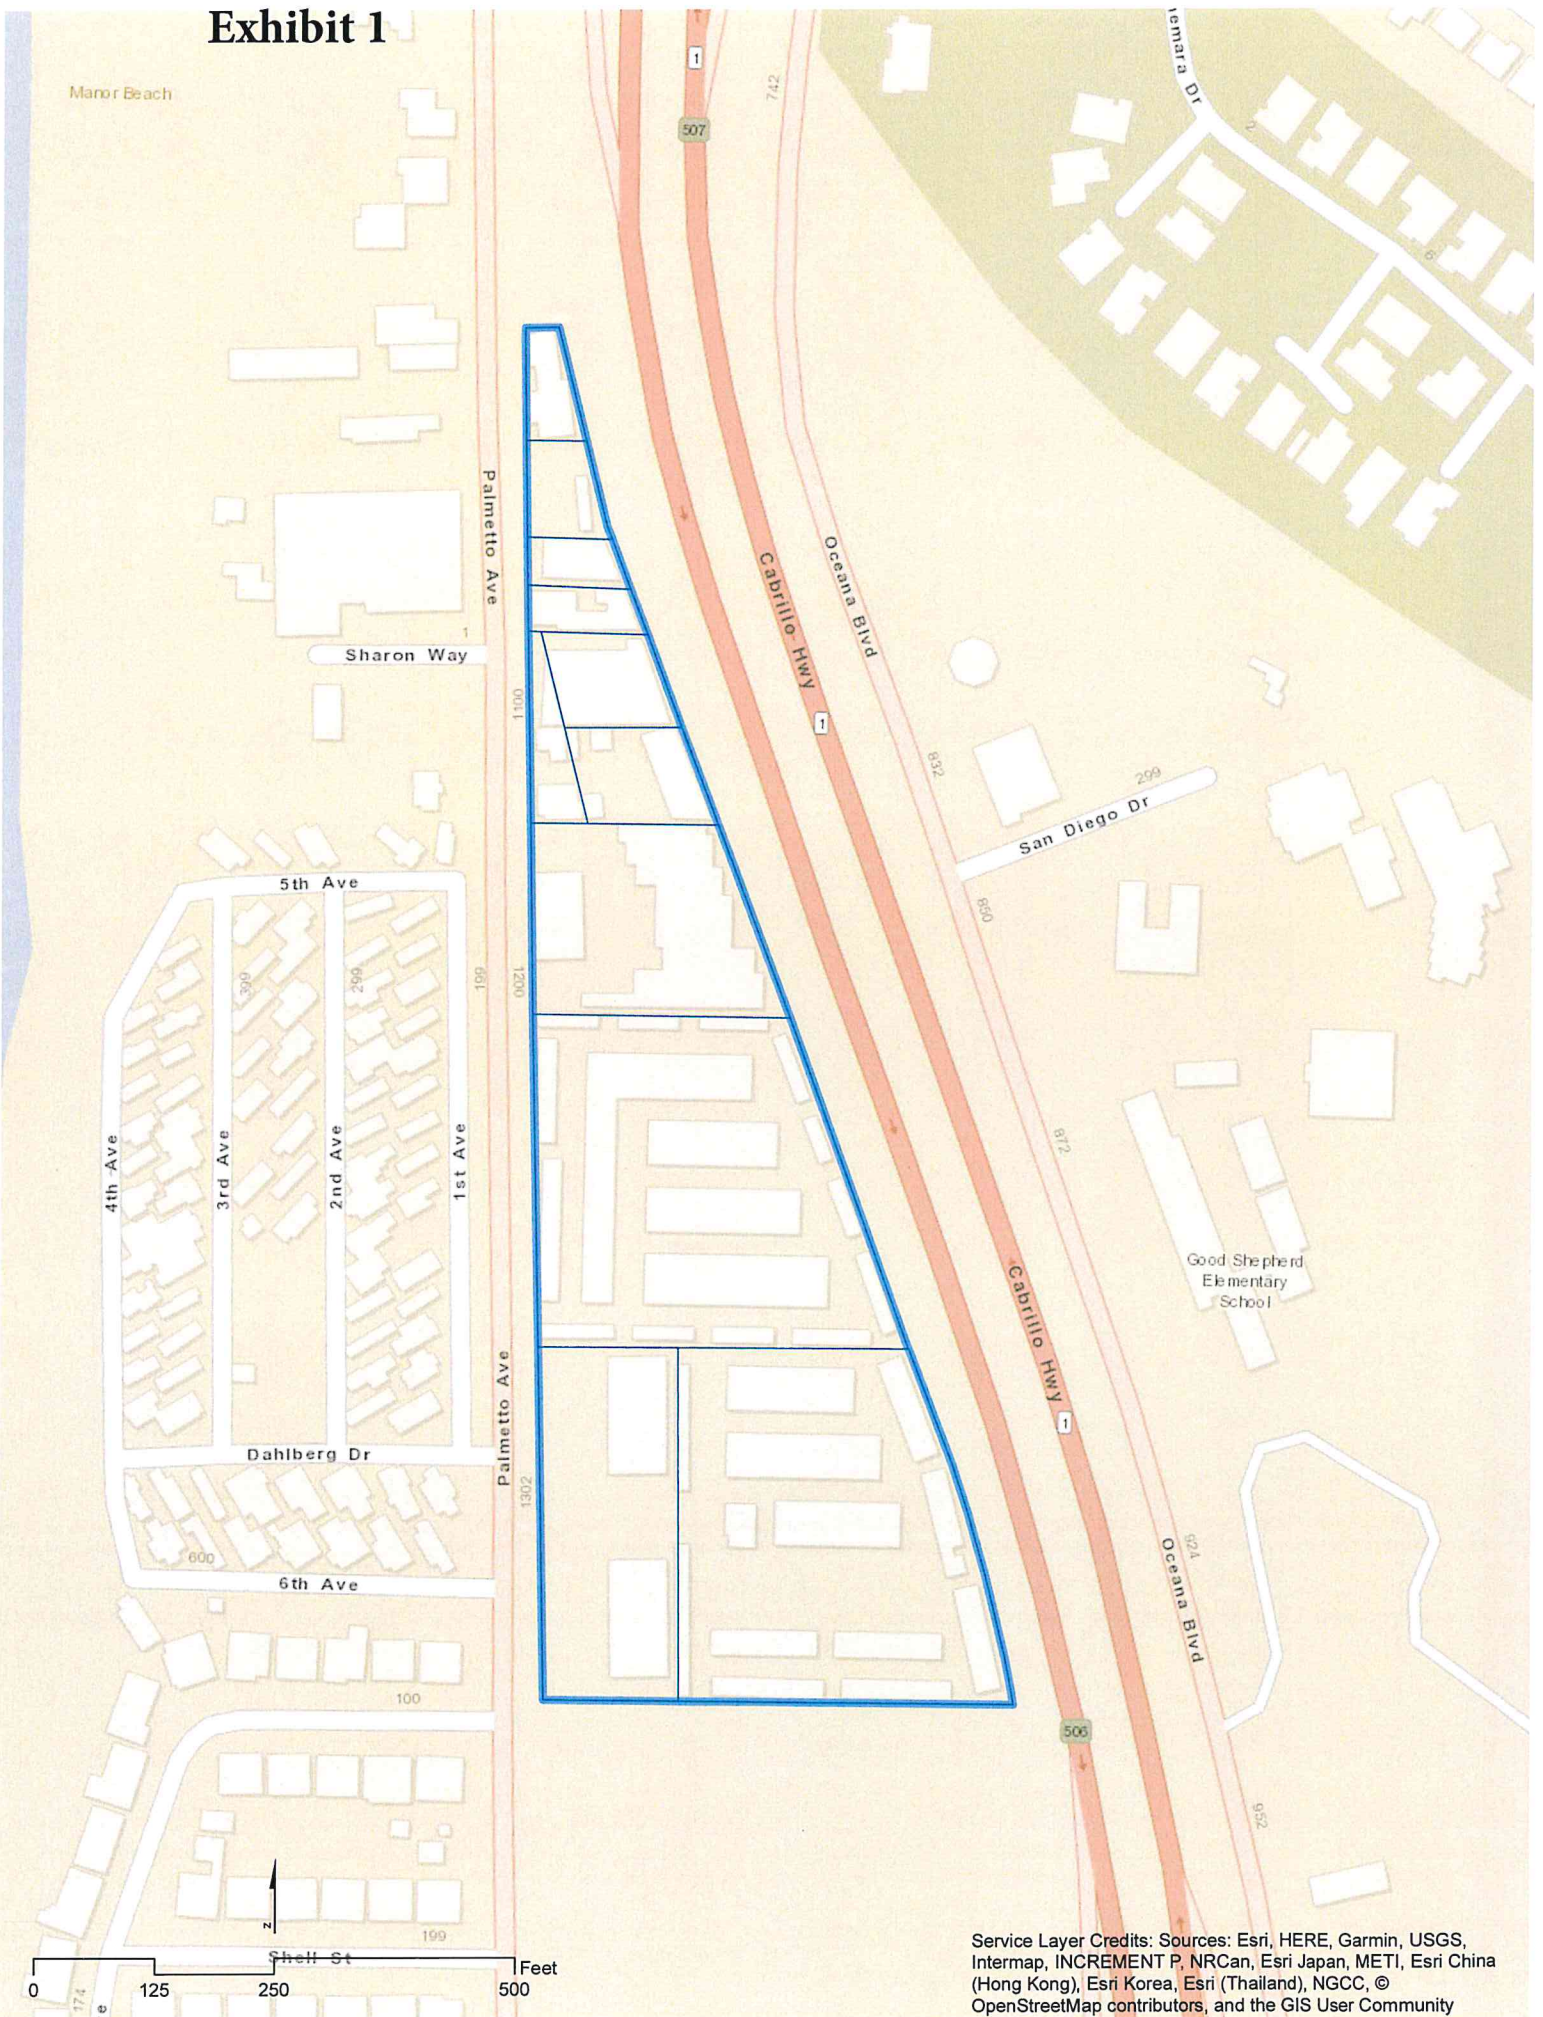 Exhibit 1
Manor Beach
1
507
742
2
6
Palmetto Ave
Cabrillo Hwy
Oceana Blvd
1
Sharon Way
1100
1
832
299
San Diego Dr
5th Ave
850
399
299
199
1200
4th Ave
3rd Ave
2nd Ave
1st Ave
872
Good Shepherd
Elementary
School
Cabrillo Hwy
Palmetto Ave
1
Dahlberg Dr
1302
924
Oceana Blvd
600
6th Ave
100
506
952
N
199
Shell St
Feet
0
125
250
500
174
Service Layer Credits: Sources: Esri, HERE, Garmin, USGS,
Intermap, INCREMENT P, NRCan, Esri Japan, METI, Esri China
(Hong Kong), Esri Korea, Esri (Thailand), NGCC, ©
OpenStreetMap contributors, and the GIS User Community